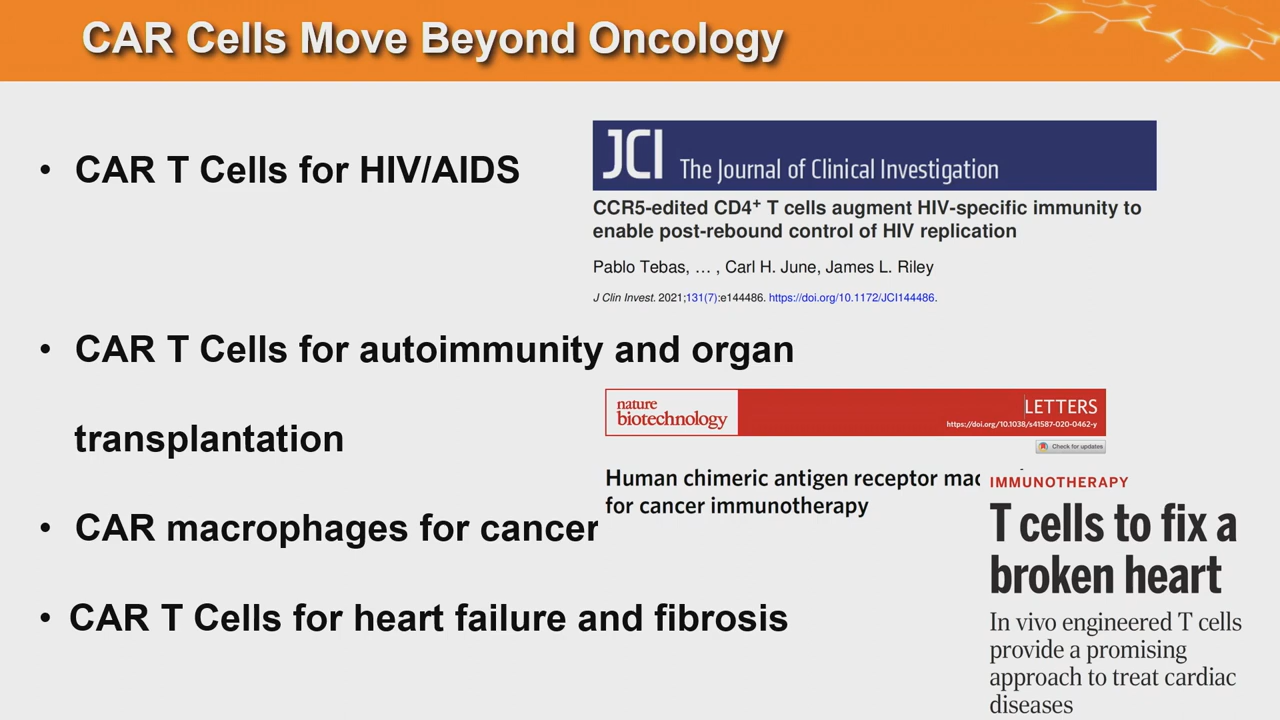 CAR Cells Move Beyond Oncology
• CAR T Cells for HIV/AIDS
JCI The Journal of Clinical Investigation
CCR5-edited CD4⁺ T cells augment HIV-specific immunity to
enable post-rebound control of HIV replication
Pablo Tebas, … , Carl H. June, James L. Riley
J Clin Invest. 2021;131(7):e144486. https://doi.org/10.1172/JCI144486.
• CAR T Cells for autoimmunity and organ
transplantation
nature
biotechnology
LETTERS
https://doi.org/10.1038/s41587-020-0462-y
Check for updates
Human chimeric antigen receptor mac
for cancer immunotherapy
• CAR macrophages for cancer
IMMUNOTHERAPY
T cells to fix a
broken heart
In vivo engineered T cells
provide a promising
approach to treat cardiac
diseases
• CAR T Cells for heart failure and fibrosis